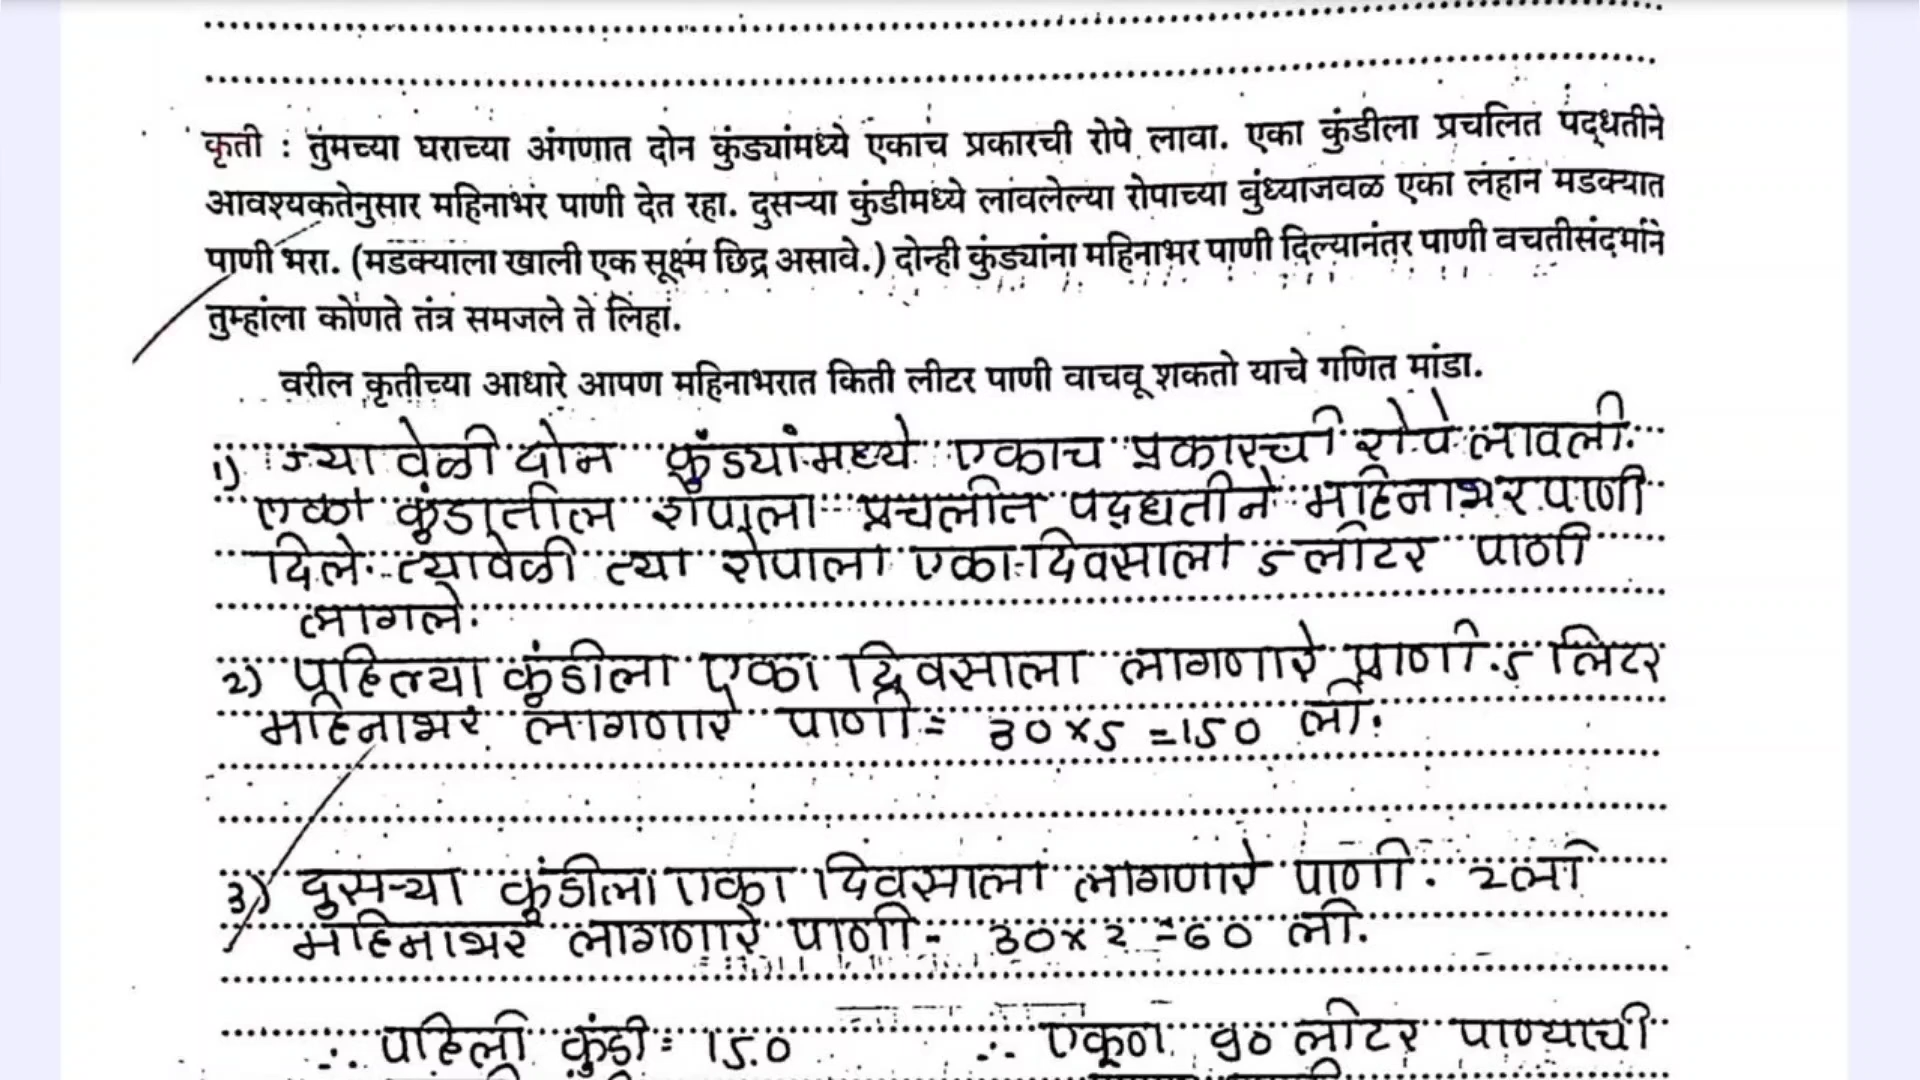 कृती : तुमच्या घराच्या अंगणात दोन कुंड्यांमध्ये एकाच प्रकारची रोपे लावा. एका कुंडीला प्रचलित पद्धतीने
आवश्यकतेनुसार महिनाभर पाणी देत रहा. दुसऱ्या कुंडीमध्ये लावलेल्या रोपाच्या बुंध्याजवळ एका लहान मडक्यात
पाणी भरा. (मडक्याला खाली एक सूक्ष्म छिद्र असावे.) दोन्ही कुंड्यांना महिनाभर पाणी दिल्यानंतर पाणी बचतीसंदर्भाने
तुम्हांला कोणते तंत्र समजले ते लिहा.
वरील कृतीच्या आधारे आपण महिनाभरात किती लीटर पाणी वाचवू शकतो याचे गणित मांडा.
1) ज्या वेळी दोन कुंड्यांमध्ये एकाच प्रकारची रोपे लावली.
एका कुंडीतील रोपाला प्रचलीत पद्धतीने महिनाभर पाणी
दिले. त्यावेळी त्या रोपाला एका दिवसाला 5 लीटर पाणी
लागले.
2) पहिल्या कुंडीला एका दिवसाला लागणारे पाणी. 5 लिटर
महिनाभर लागणारे पाणी = 30 x 5 = 150 ली.
3) दुसऱ्या कुंडीला एका दिवसाला लागणारे पाणी. 2 ली
महिनाभर लागणारे पाणी - 30 x 2 = 60 ली.
∴ पहिली कुंडी = 150 ∴ एकूण 90 लीटर पाण्याची